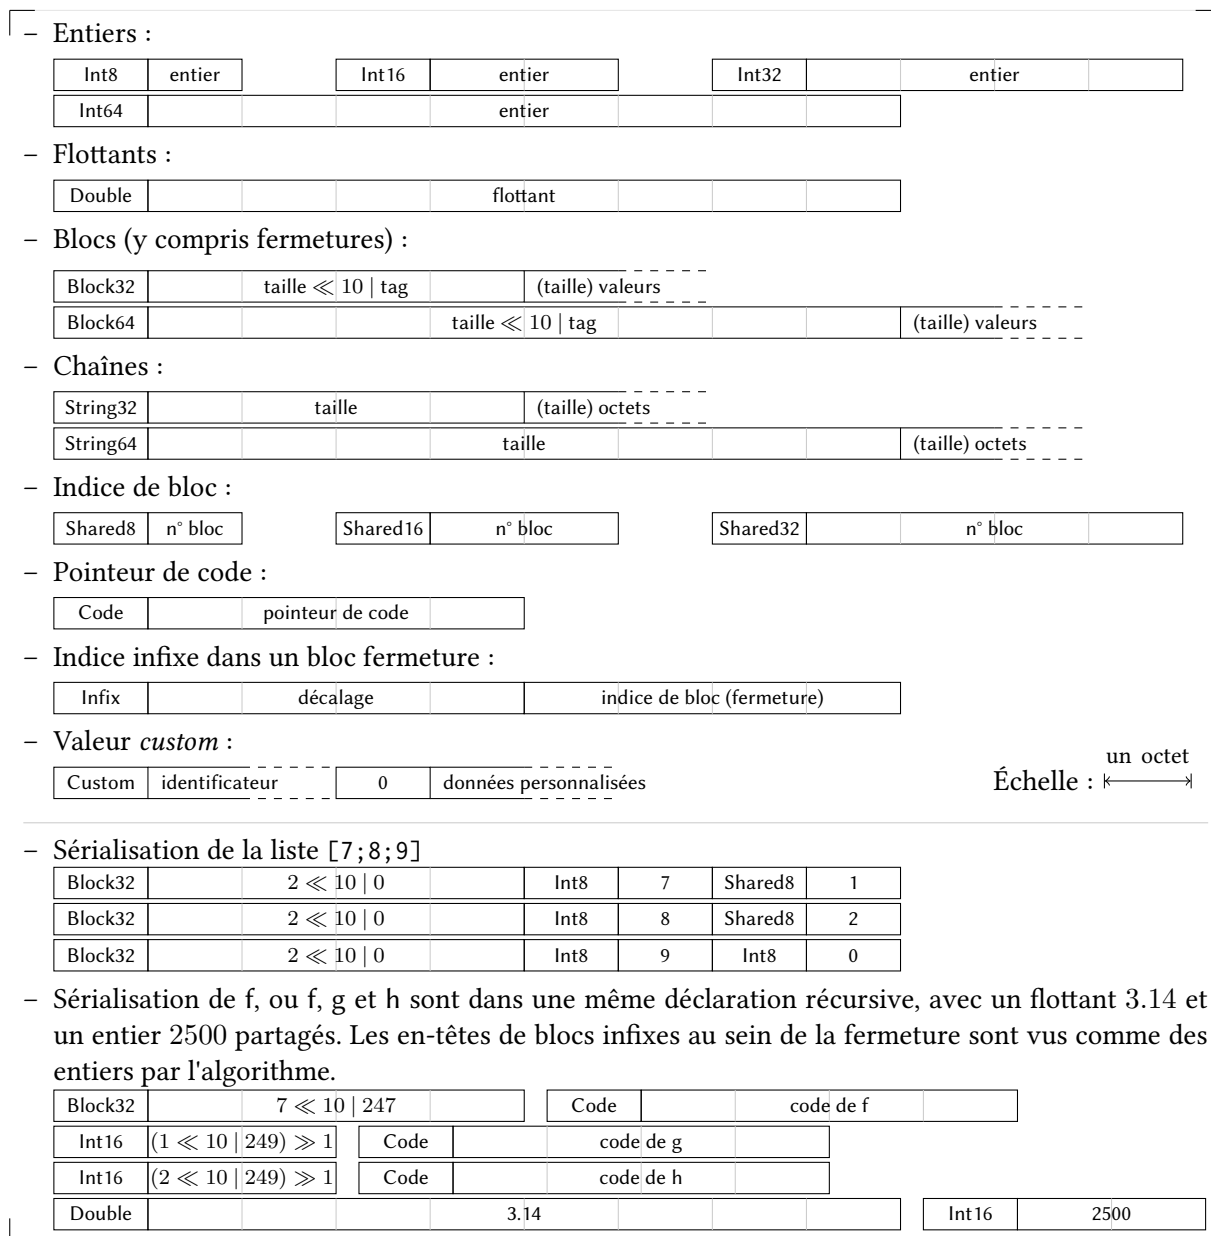 – Entiers :
Int8 entier Int16 entier Int32 entier
Int64 entier
– Flottants :
Double flottant
– Blocs (y compris fermetures) :
Block32 taille ≪ 10 | tag (taille) valeurs
Block64 taille ≪ 10 | tag (taille) valeurs
– Chaînes :
String32 taille (taille) octets
String64 taille (taille) octets
– Indice de bloc :
Shared8 n° bloc Shared16 n° bloc Shared32 n° bloc
– Pointeur de code :
Code pointeur de code
– Indice infixe dans un bloc fermeture :
Infix décalage indice de bloc (fermeture)
– Valeur custom :
Custom identificateur 0 données personnalisées
un octet
Échelle :
– Sérialisation de la liste [7;8;9]
Block32 2 ≪ 10 | 0 Int8 7 Shared8 1
Block32 2 ≪ 10 | 0 Int8 8 Shared8 2
Block32 2 ≪ 10 | 0 Int8 9 Int8 0
– Sérialisation de f, ou f, g et h sont dans une même déclaration récursive, avec un flottant 3.14 et
un entier 2500 partagés. Les en-têtes de blocs infixes au sein de la fermeture sont vus comme des
entiers par l'algorithme.
Block32 7 ≪ 10 | 247 Code code de f
Int16 (1 ≪ 10 | 249) ≫ 1 Code code de g
Int16 (2 ≪ 10 | 249) ≫ 1 Code code de h
Double 3.14 Int16 2500